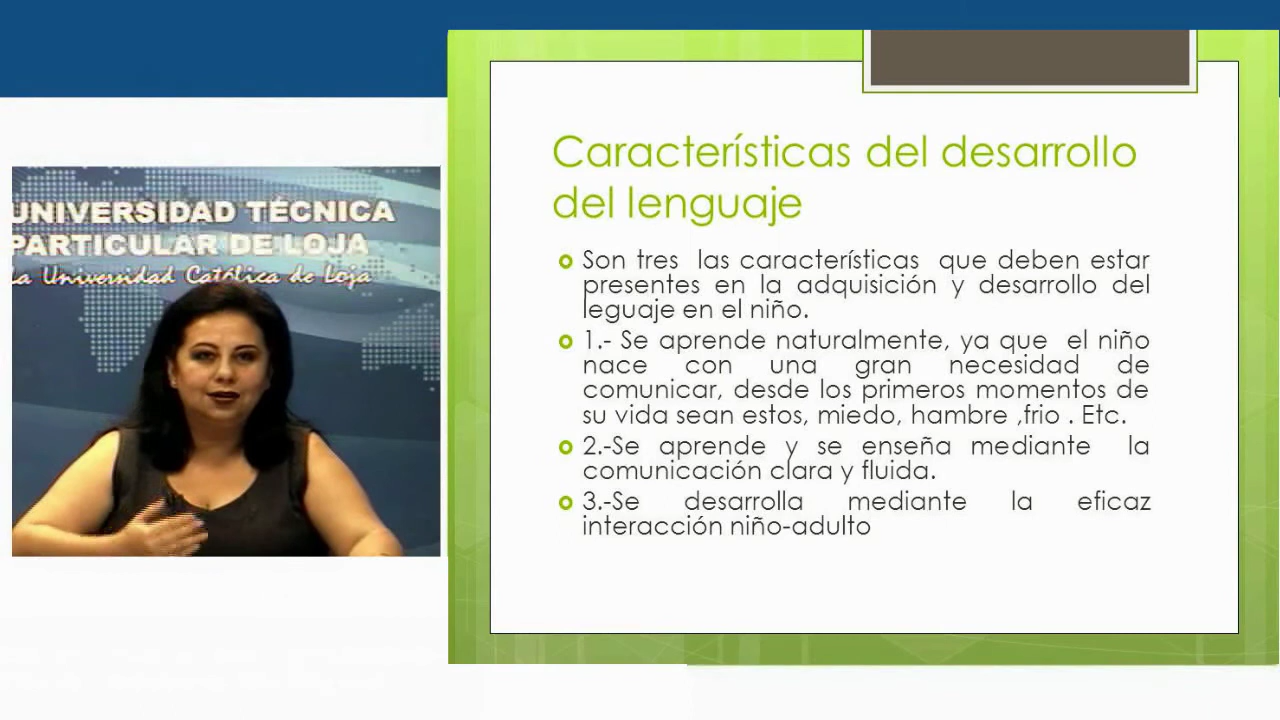 UNIVERSIDAD TÉCNICA
PARTICULAR DE LOJA
La Universidad Católica de Loja
Características del desarrollo
del lenguaje
Son tres las características que deben estar
presentes en la adquisición y desarrollo del
leguaje en el niño.
1.- Se aprende naturalmente, ya que el niño
nace con una gran necesidad de
comunicar, desde los primeros momentos de
su vida sean estos, miedo, hambre ,frio . Etc.
2.-Se aprende y se enseña mediante la
comunicación clara y fluida.
3.-Se desarrolla mediante la eficaz
interacción niño-adulto